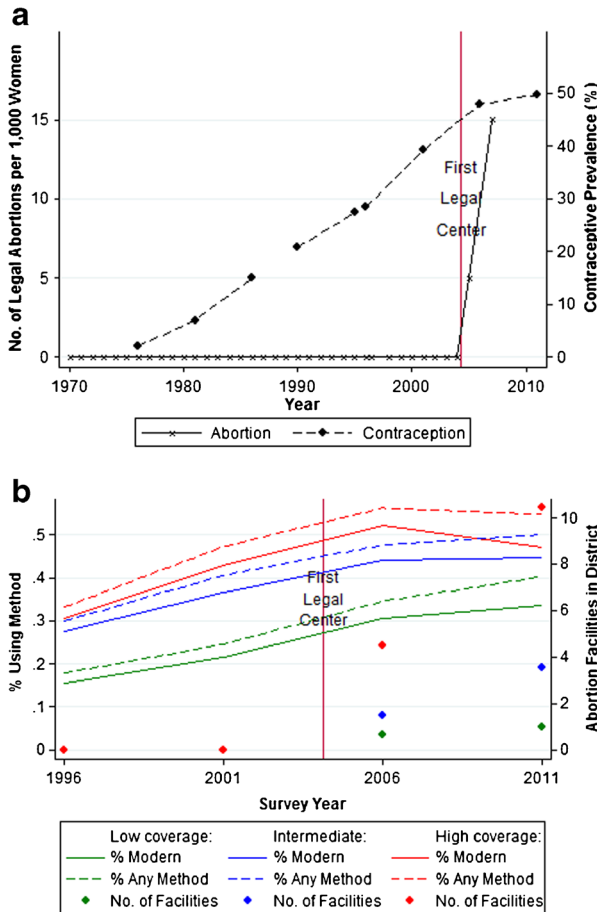 a
No. of Legal Abortions per 1,000 Women
15
10
5
0
Contraceptive Prevalence (%)
50
40
30
20
10
0
First
Legal
Center
1970 1980 1990 2000 2010
Year
Abortion Contraception
b
% Using Method
.5
.4
.3
.2
.1
0
Abortion Facilities in District
10
8
6
4
2
0
First
Legal
Center
1996 2001 2006 2011
Survey Year
Low coverage: Intermediate: High coverage:
% Modern % Modern % Modern
% Any Method % Any Method % Any Method
No. of Facilities No. of Facilities No. of Facilities